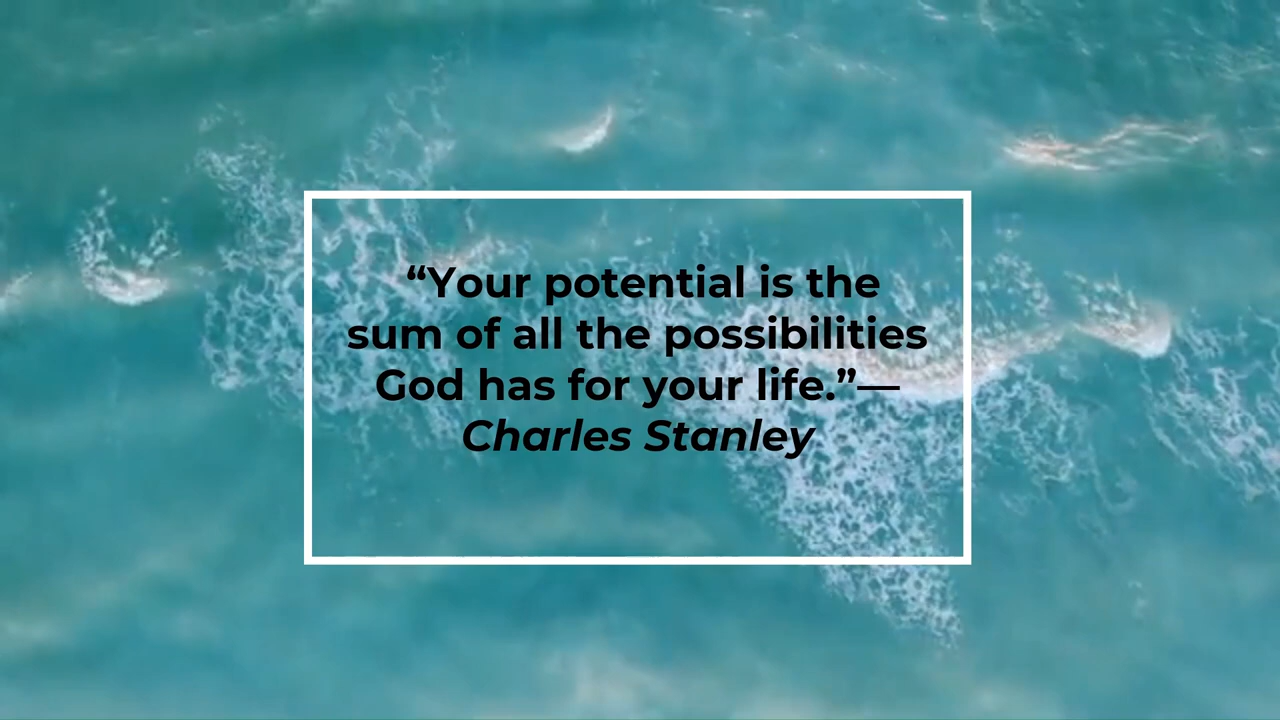 “Your potential is the
sum of all the possibilities
God has for your life.”—
Charles Stanley